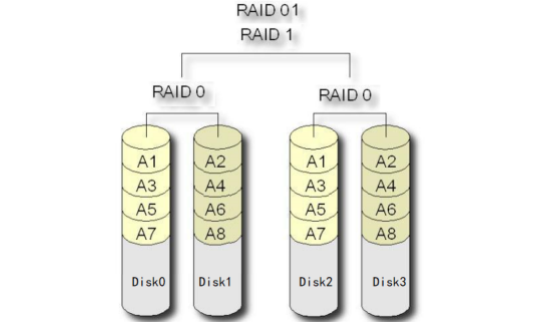 RAID 01
RAID 1
RAID 0 RAID 0
A1 A2 A1 A2
A3 A4 A3 A4
A5 A6 A5 A6
A7 A8 A7 A8
Disk0 Disk1 Disk2 Disk3